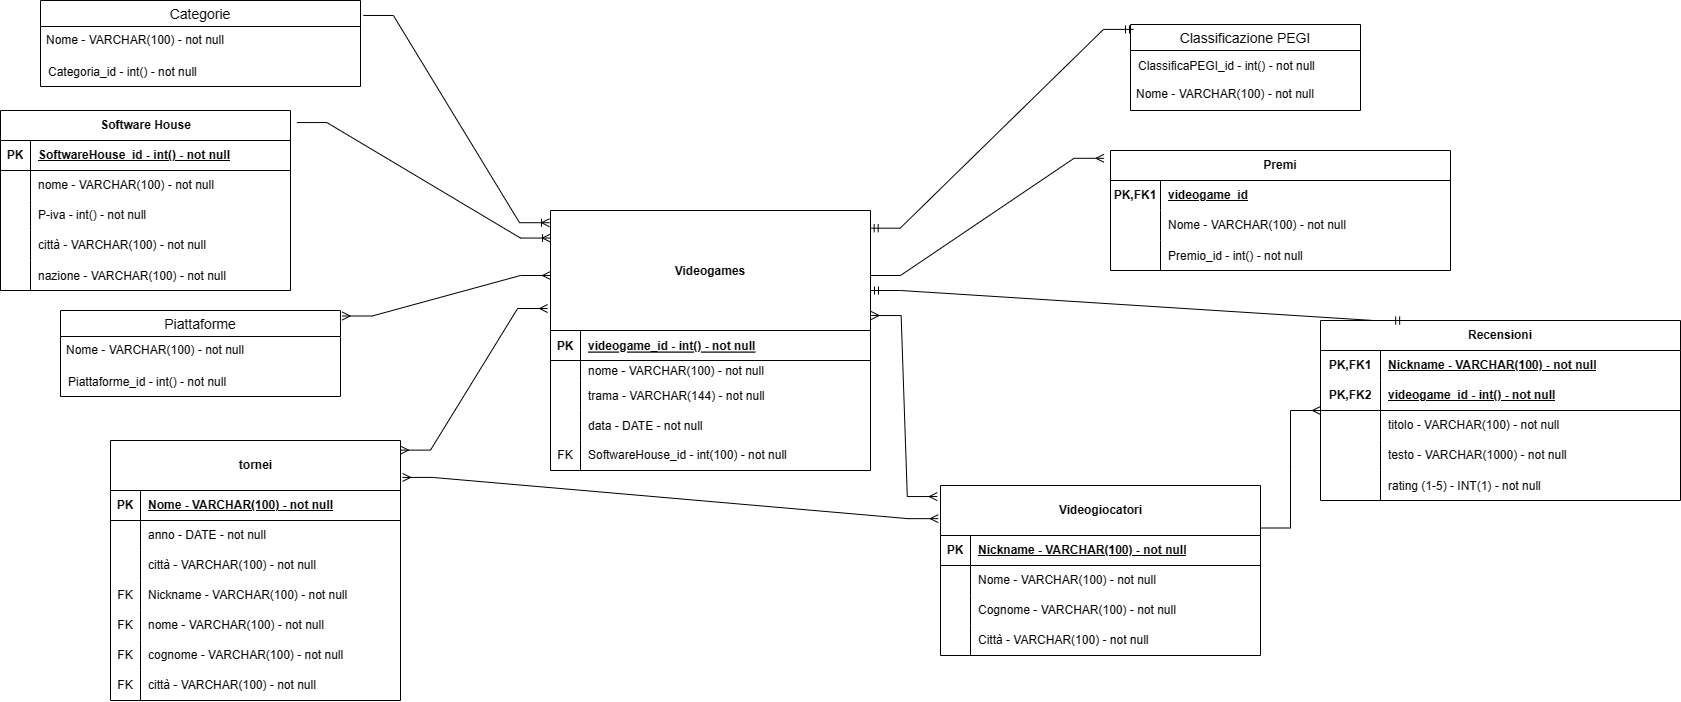 Categorie
Nome - VARCHAR(100) - not null
Categoria_id - int() - not null
Software House
PK SoftwareHouse_id - int() - not null
nome - VARCHAR(100) - not null
P-iva - int() - not null
città - VARCHAR(100) - not null
nazione - VARCHAR(100) - not null
Piattaforme
Nome - VARCHAR(100) - not null
Piattaforme_id - int() - not null
tornei
PK Nome - VARCHAR(100) - not null
anno - DATE - not null
città - VARCHAR(100) - not null
FK Nickname - VARCHAR(100) - not null
FK nome - VARCHAR(100) - not null
FK cognome - VARCHAR(100) - not null
FK città - VARCHAR(100) - not null
Videogames
PK videogame_id - int() - not null
nome - VARCHAR(100) - not null
trama - VARCHAR(144) - not null
data - DATE - not null
FK SoftwareHouse_id - int(100) - not null
Classificazione PEGI
ClassificaPEGI_id - int() - not null
Nome - VARCHAR(100) - not null
Premi
PK,FK1 videogame_id
Nome - VARCHAR(100) - not null
Premio_id - int() - not null
Recensioni
PK,FK1 Nickname - VARCHAR(100) - not null
PK,FK2 videogame_id - int() - not null
titolo - VARCHAR(100) - not null
testo - VARCHAR(1000) - not null
rating (1-5) - INT(1) - not null
Videogiocatori
PK Nickname - VARCHAR(100) - not null
Nome - VARCHAR(100) - not null
Cognome - VARCHAR(100) - not null
Città - VARCHAR(100) - not null